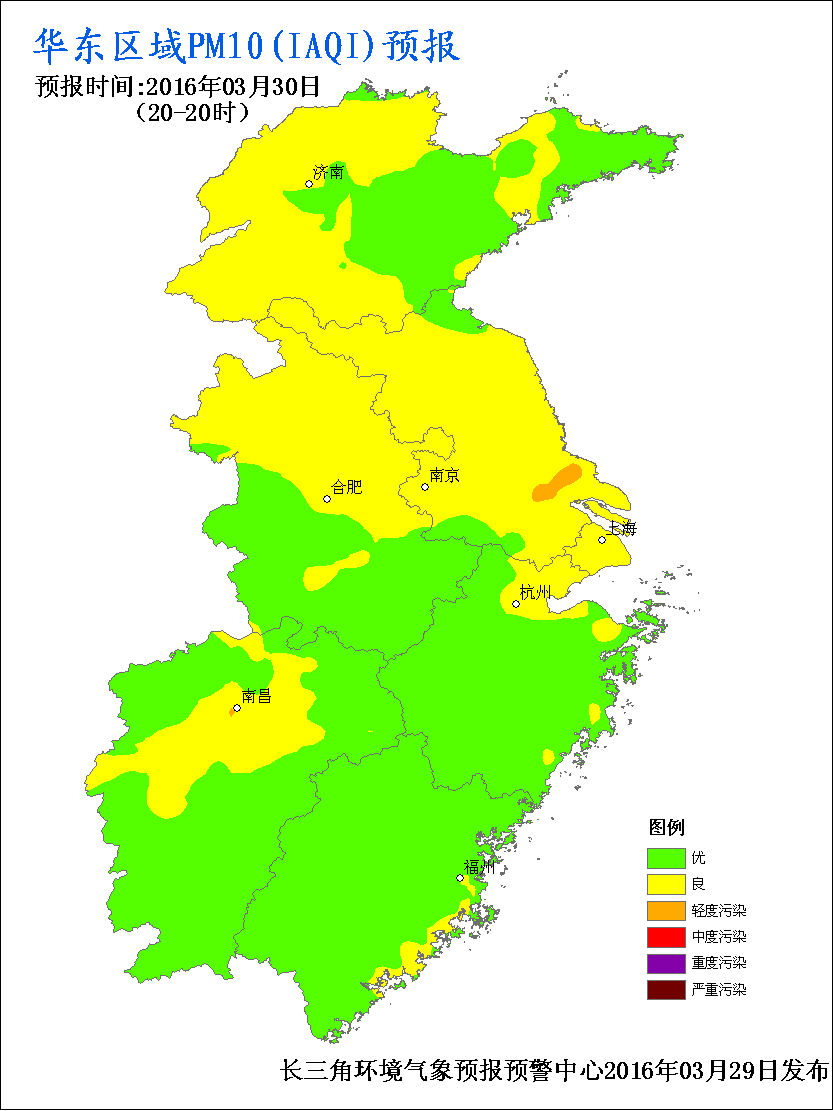 华东区域PM10(IAQI)预报
预报时间:2016年03月30日
(20-20时)
济南
合肥
南京
上海
杭州
南昌
福州
图例
优
良
轻度污染
中度污染
重度污染
严重污染
长三角环境气象预报预警中心2016年03月29日发布